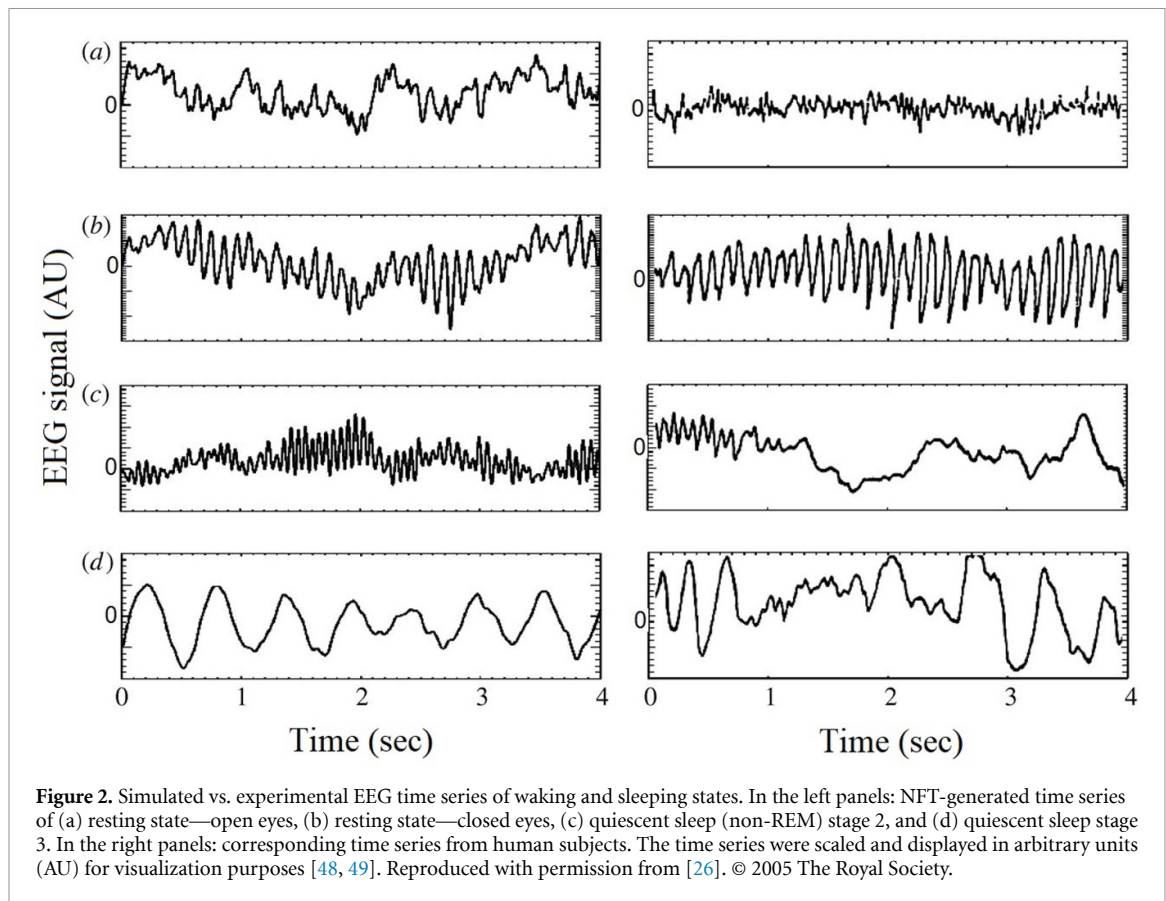 (a)
0
0
(b)
0
0
EEG signal (AU)
(c)
0
0
(d)
0
0
0 1 2 3 4
0 1 2 3 4
Time (sec)
Time (sec)
Figure 2. Simulated vs. experimental EEG time series of waking and sleeping states. In the left panels: NFT-generated time series
of (a) resting state—open eyes, (b) resting state—closed eyes, (c) quiescent sleep (non-REM) stage 2, and (d) quiescent sleep stage
3. In the right panels: corresponding time series from human subjects. The time series were scaled and displayed in arbitrary units
(AU) for visualization purposes [48, 49]. Reproduced with permission from [26]. © 2005 The Royal Society.